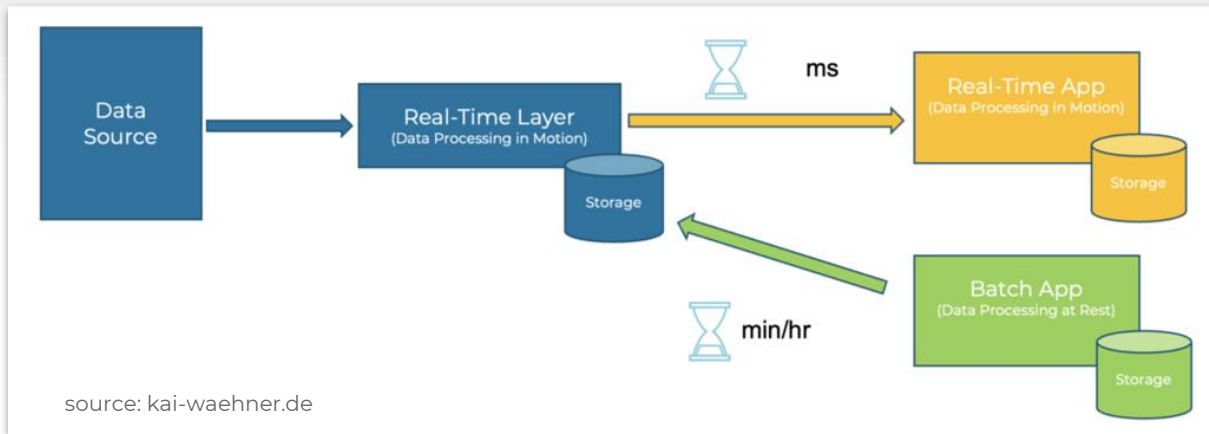 Data
Source
Real-Time Layer
(Data Processing in Motion)
Storage
ms
Real-Time App
(Data Processing in Motion)
Storage
min/hr
Batch App
(Data Processing at Rest)
Storage
source: kai-waehner.de